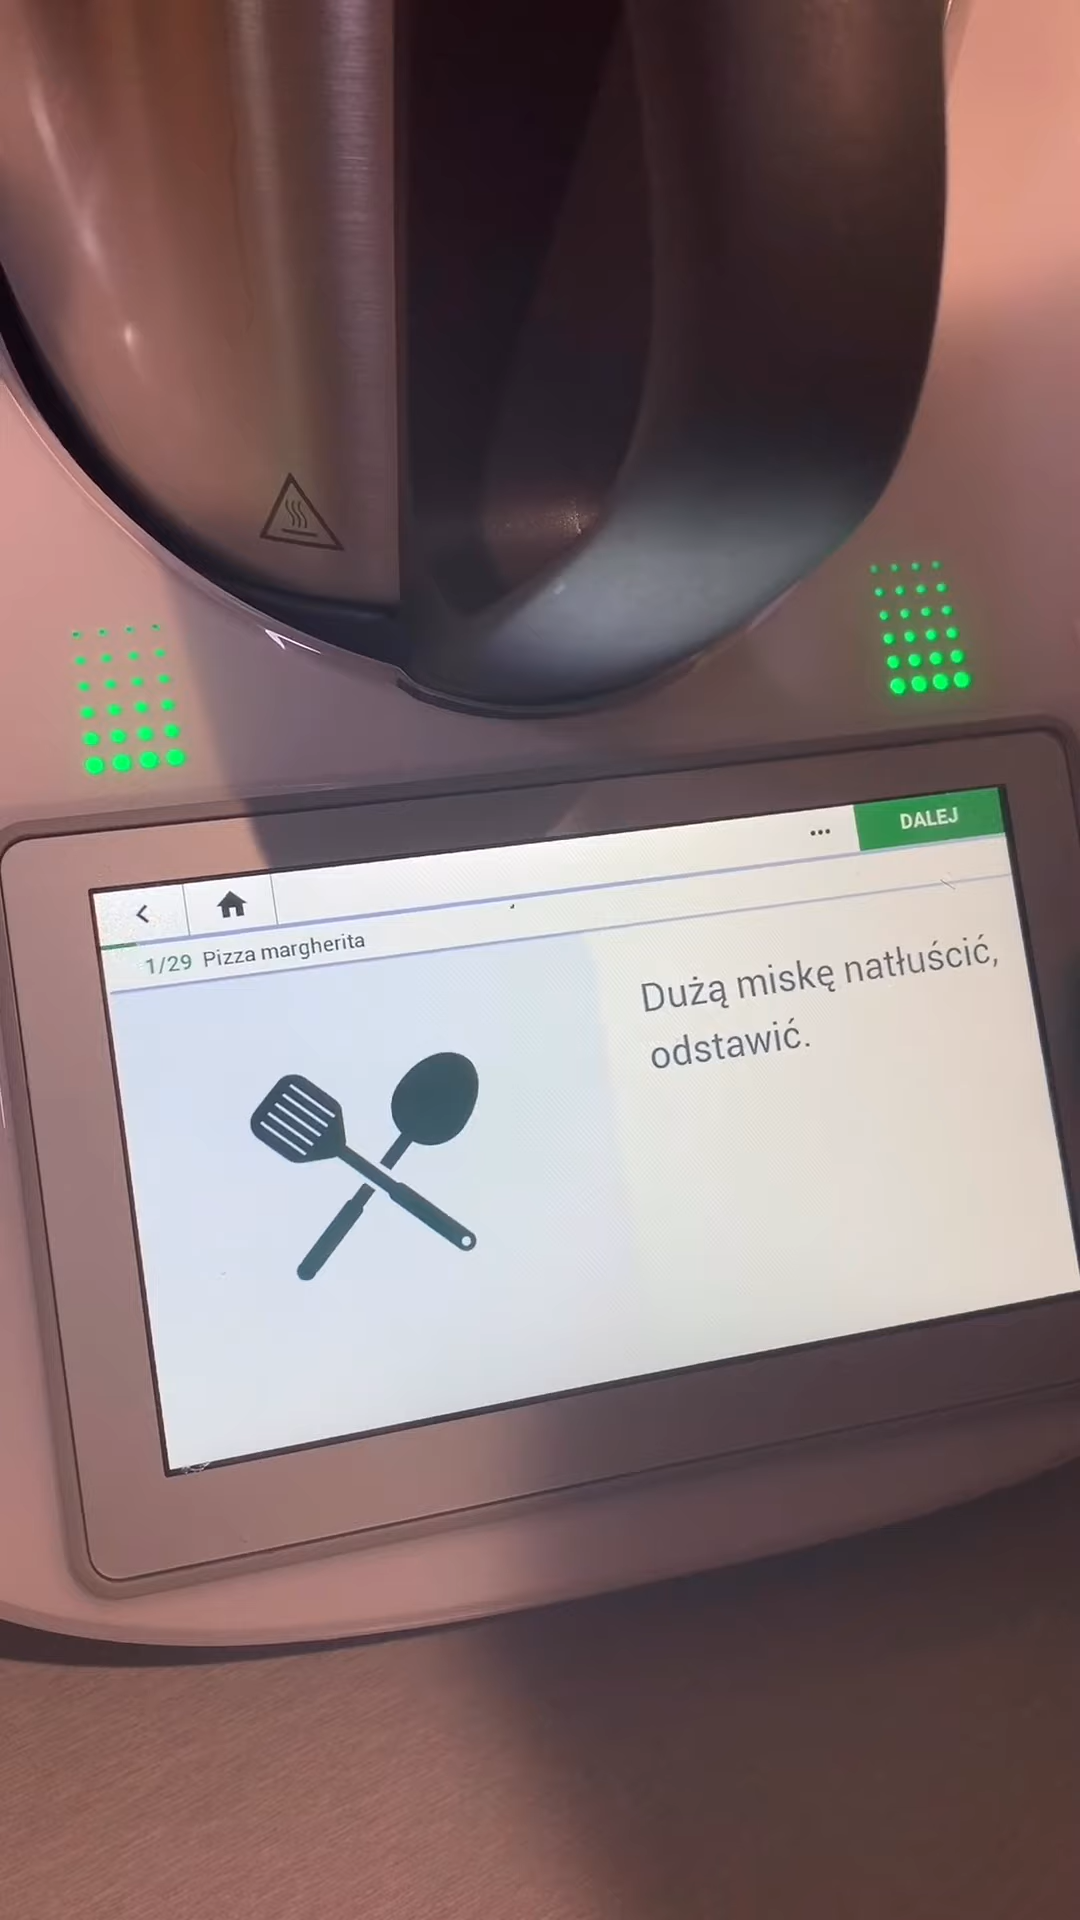 DALEJ
1/29 Pizza margherita
Dużą miskę natłuścić,
odstawić.